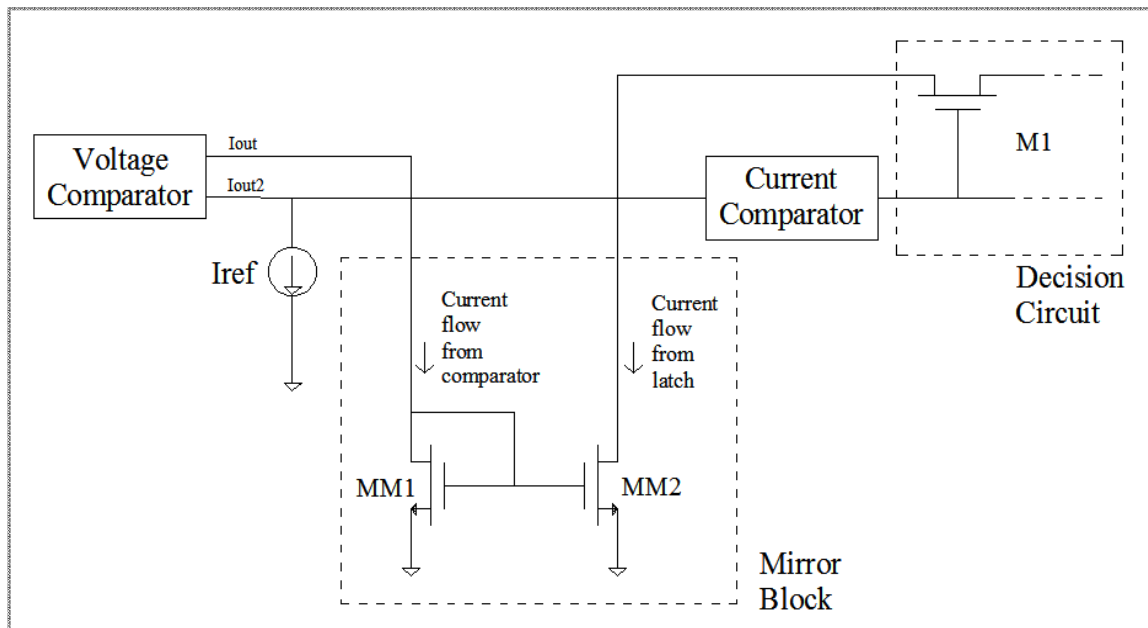 Voltage
Comparator
Iout
Iout2
Iref
Current
Comparator
M1
Decision
Circuit
Current
flow
from
comparator
Current
flow
from
latch
MM1
MM2
Mirror
Block